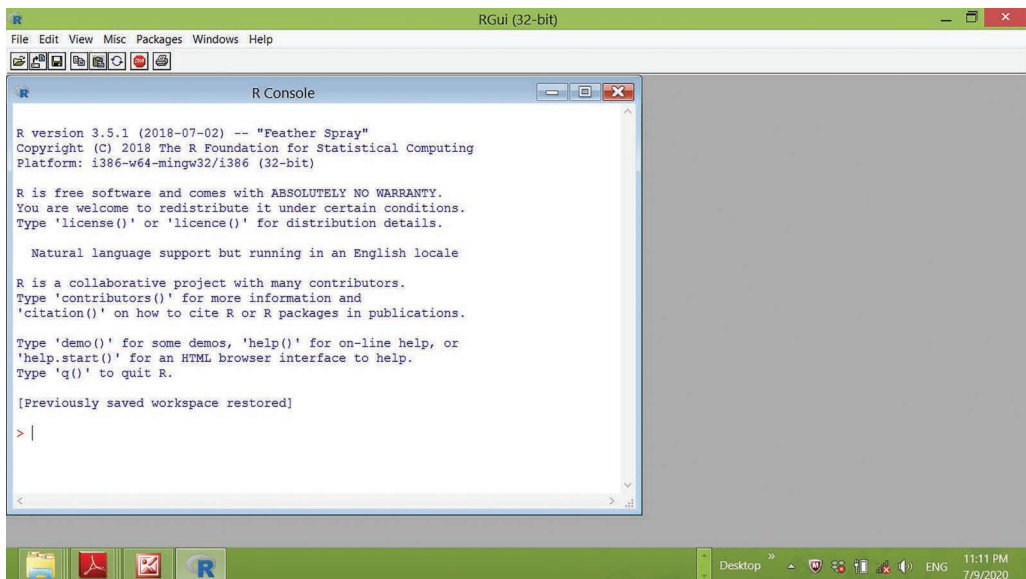 RGui (32-bit)
File Edit View Misc Packages Windows Help
R Console
R version 3.5.1 (2018-07-02) -- "Feather Spray"
Copyright (C) 2018 The R Foundation for Statistical Computing
Platform: i386-w64-mingw32/i386 (32-bit)
R is free software and comes with ABSOLUTELY NO WARRANTY.
You are welcome to redistribute it under certain conditions.
Type 'license()' or 'licence()' for distribution details.
Natural language support but running in an English locale
R is a collaborative project with many contributors.
Type 'contributors()' for more information and
'citation()' on how to cite R or R packages in publications.
Type 'demo()' for some demos, 'help()' for on-line help, or
'help.start()' for an HTML browser interface to help.
Type 'q()' to quit R.
[Previously saved workspace restored]
>
Desktop ENG 11:11 PM
7/9/2020